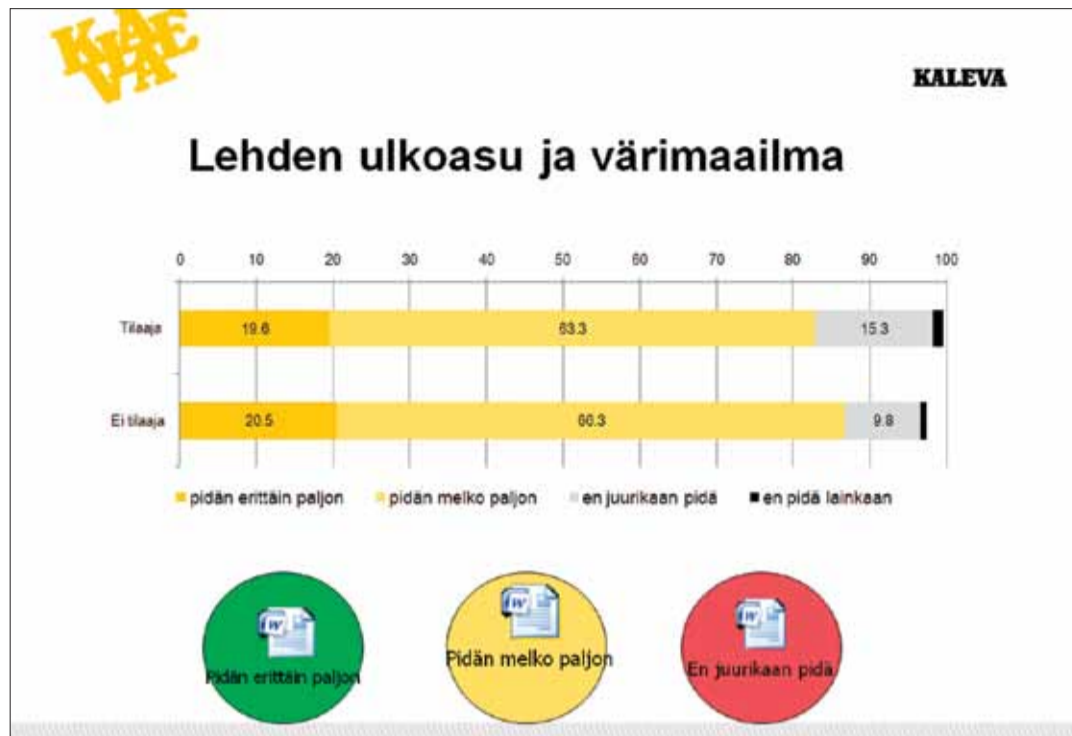 KALEVA
KALEVA
Lehden ulkoasu ja värimaailma
0 10 20 30 40 50 60 70 80 90 100
Tilaaja 19.6 63.3 15.3
Ei tilaaja 20.5 66.3 9.8
pidän erittäin paljon pidän melko paljon en juurikaan pidä en pidä lainkaan
W W W
Pidän erittäin paljon Pidän melko paljon En juurikaan pidä